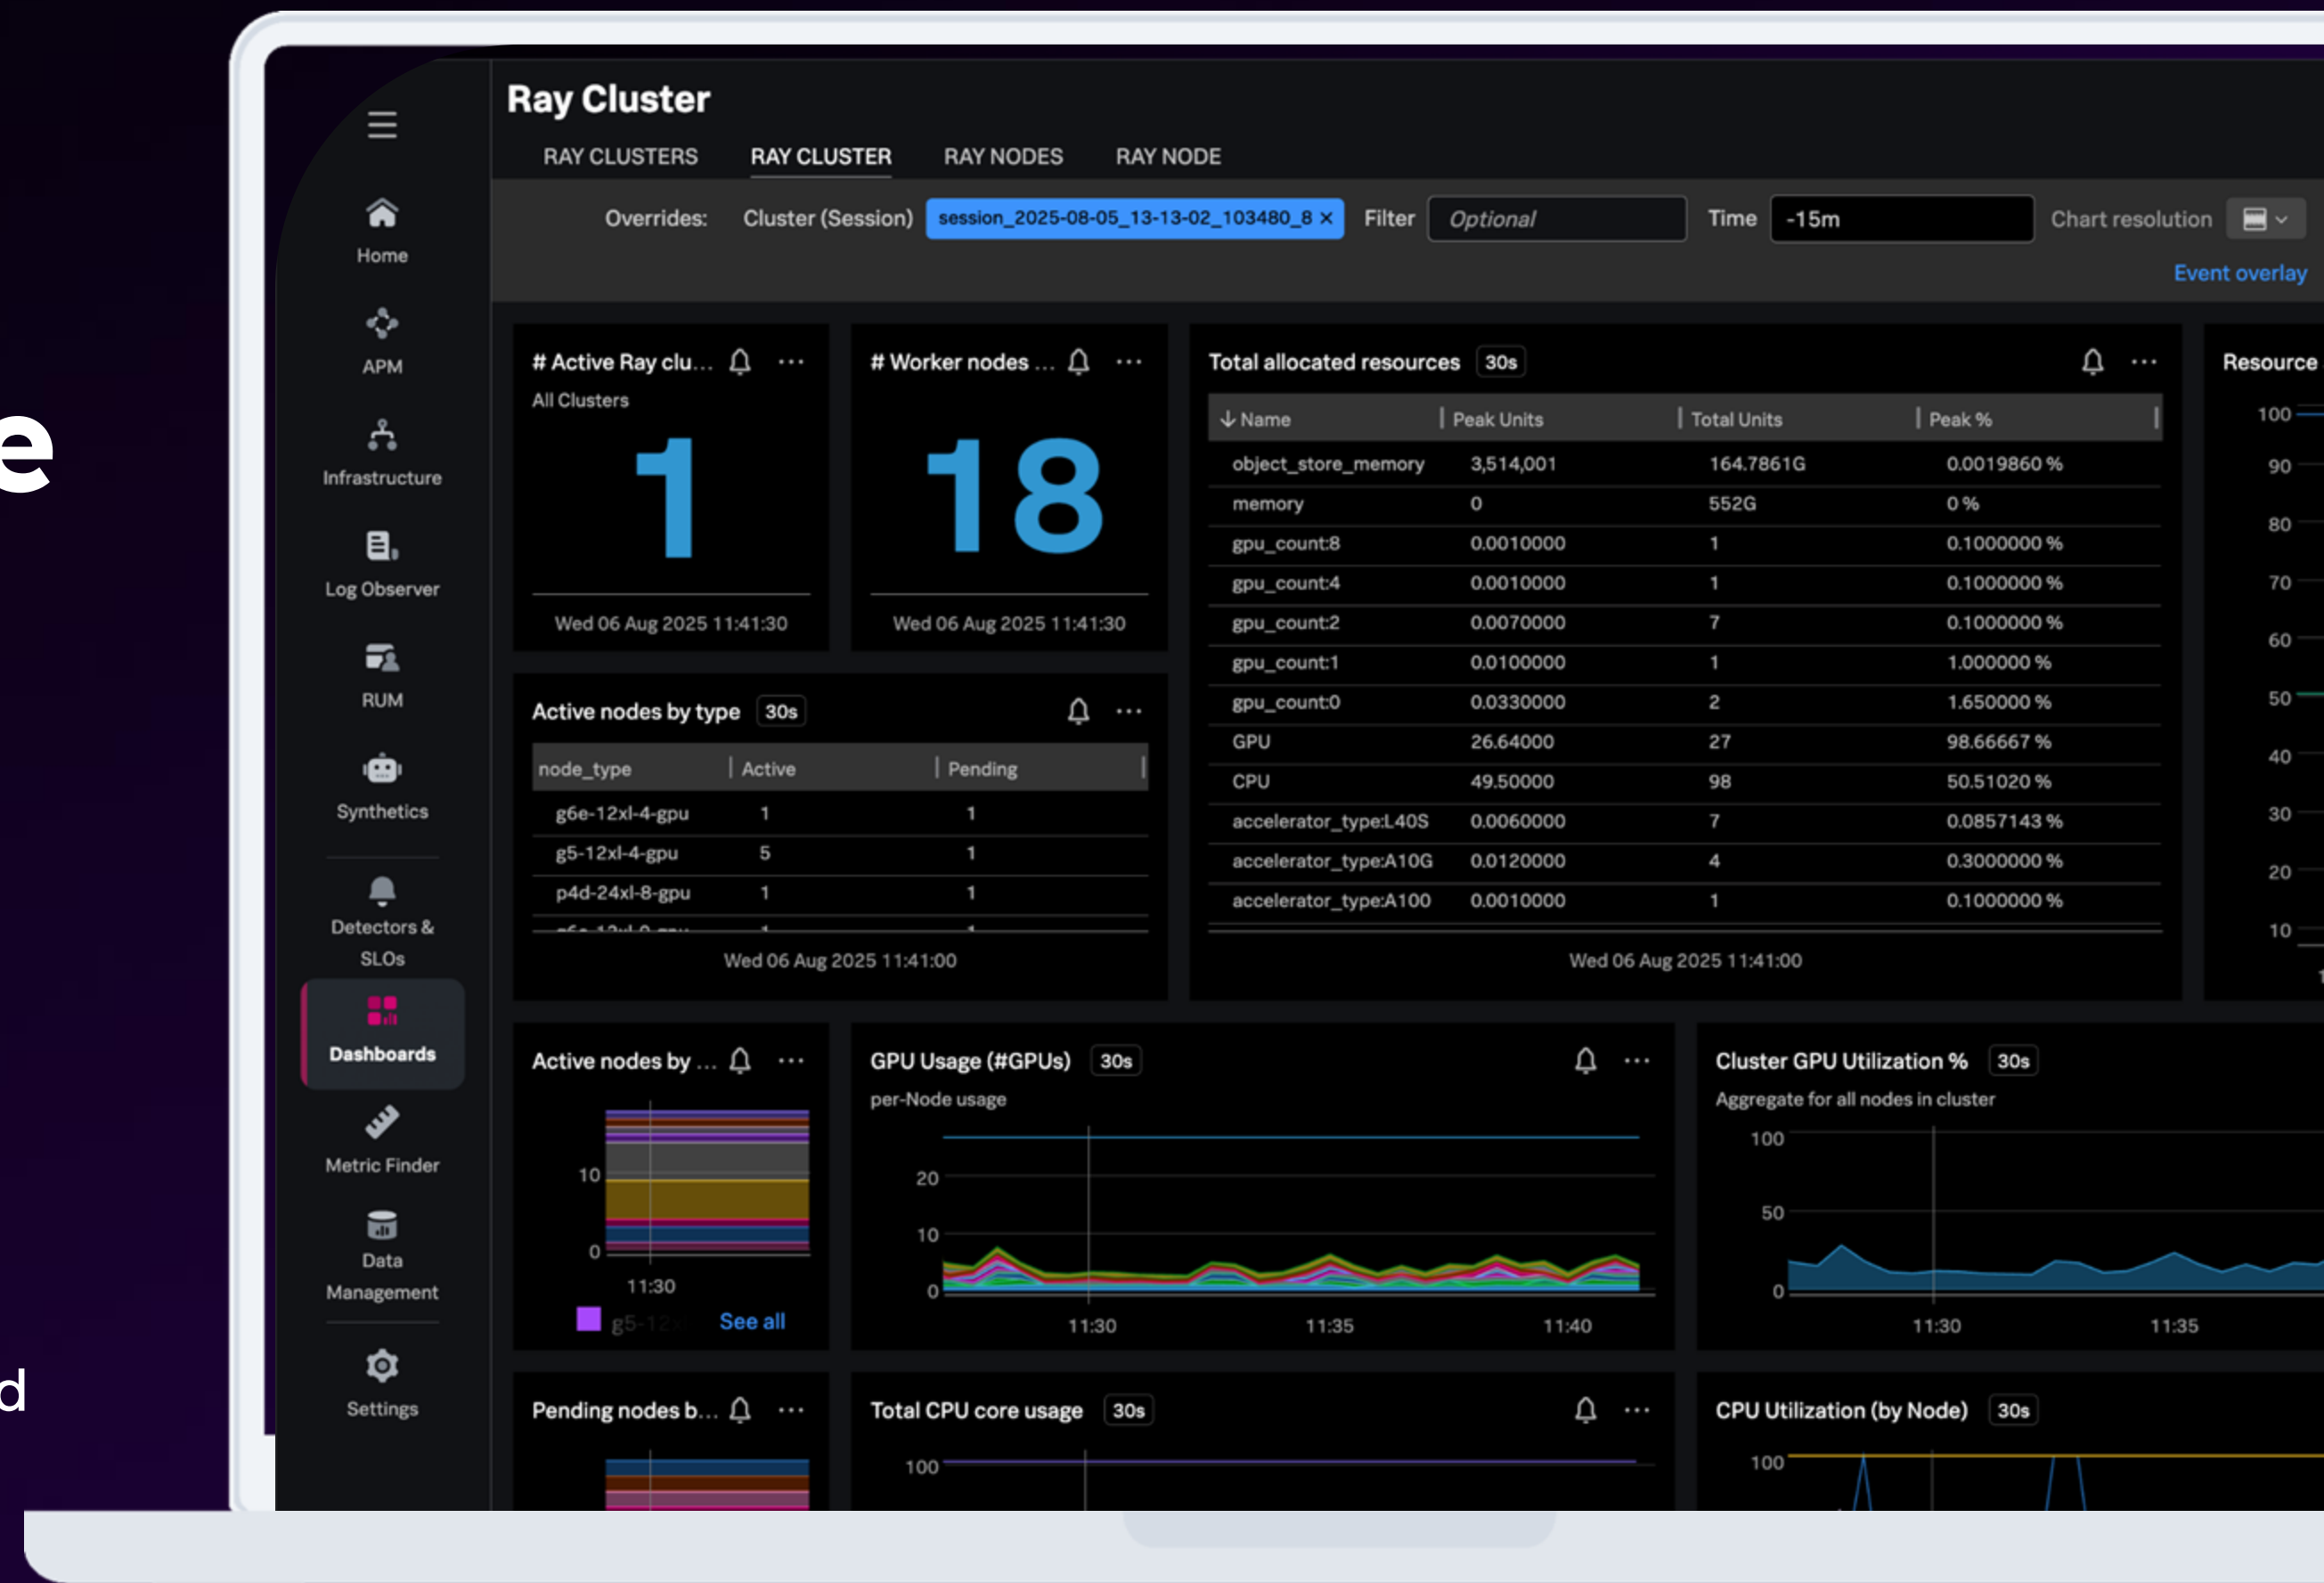 e
d
Ray Cluster
RAY CLUSTERS RAY CLUSTER RAY NODES RAY NODE
Overrides: Cluster (Session) session_2025-08-05_13-13-02_103480_8 × Filter Optional Time -15m Chart resolution
Event overlay
Home
APM
Infrastructure
Log Observer
RUM
Synthetics
Detectors &
SLOs
Dashboards
Metric Finder
Data
Management
Settings
# Active Ray clu...
All Clusters
1
Wed 06 Aug 2025 11:41:30
# Worker nodes ...
18
Wed 06 Aug 2025 11:41:30
Active nodes by type 30s
node_type Active Pending
g6e-12xl-4-gpu 1 1
g5-12xl-4-gpu 5 1
p4d-24xl-8-gpu 1 1
Wed 06 Aug 2025 11:41:00
Total allocated resources 30s
↓ Name Peak Units Total Units Peak %
object_store_memory 3,514,001 164.7861G 0.0019860 %
memory 0 552G 0 %
gpu_count:8 0.0010000 1 0.1000000 %
gpu_count:4 0.0010000 1 0.1000000 %
gpu_count:2 0.0070000 7 0.1000000 %
gpu_count:1 0.0100000 1 1.000000 %
gpu_count:0 0.0330000 2 1.650000 %
GPU 26.64000 27 98.66667 %
CPU 49.50000 98 50.51020 %
accelerator_type:L40S 0.0060000 7 0.0857143 %
accelerator_type:A10G 0.0120000 4 0.3000000 %
accelerator_type:A100 0.0010000 1 0.1000000 %
Wed 06 Aug 2025 11:41:00
Resource
100
90
80
70
60
50
40
30
20
10
Active nodes by ...
10
0
11:30
g5-12x See all
GPU Usage (#GPUs) 30s
per-Node usage
20
10
0
11:30 11:35 11:40
Cluster GPU Utilization % 30s
Aggregate for all nodes in cluster
100
50
0
11:30 11:35
Pending nodes b...
Total CPU core usage 30s
100
CPU Utilization (by Node) 30s
100